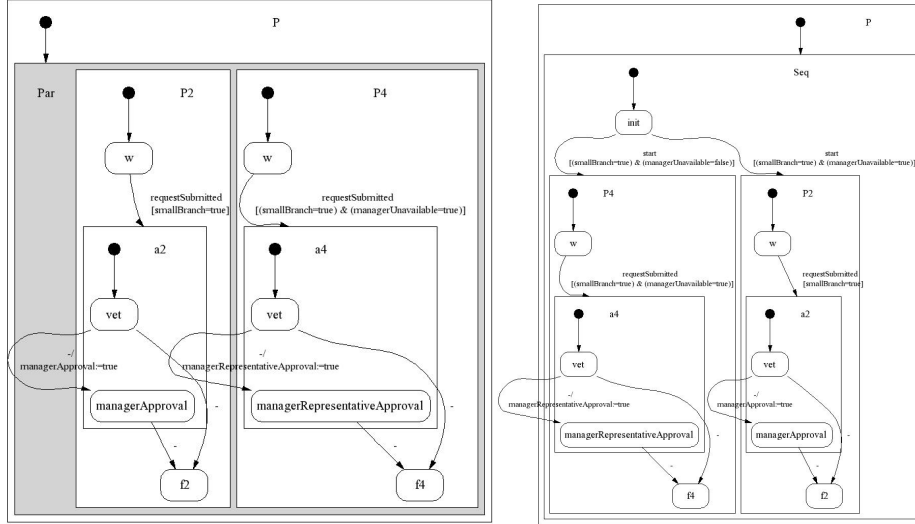 P
Par
P2
P4
w
w
requestSubmitted
[smallBranch=true]
requestSubmitted
[(smallBranch=true) & (managerUnavailable=true)]
a2
a4
vet
vet
-/
managerApproval:=true
-/
managerRepresentativeApproval:=true
managerApproval
-
managerRepresentativeApproval
-
-
-
f2
f4
P
Seq
init
start
[(smallBranch=true) & (managerUnavailable=false)]
start
[(smallBranch=true) & (managerUnavailable=true)]
P4
P2
w
w
requestSubmitted
[(smallBranch=true) & (managerUnavailable=true)]
requestSubmitted
[smallBranch=true]
a4
a2
vet
vet
-/
managerRepresentativeApproval:=true
-/
managerApproval:=true
managerRepresentativeApproval
-
managerApproval
-
-
-
f4
f2